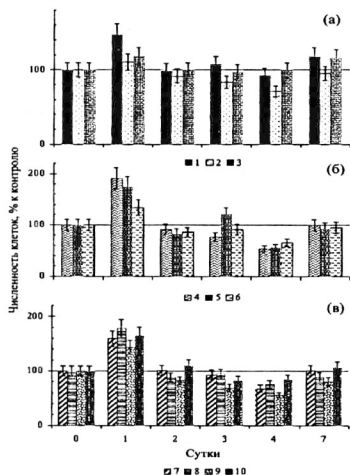 (а)
100
0
1 2 3
Численность клеток, % к контролю
(б)
200
100
0
4 5 6
(в)
200
100
0
0 1 2 3 4 7
Сутки
7 8 9 10